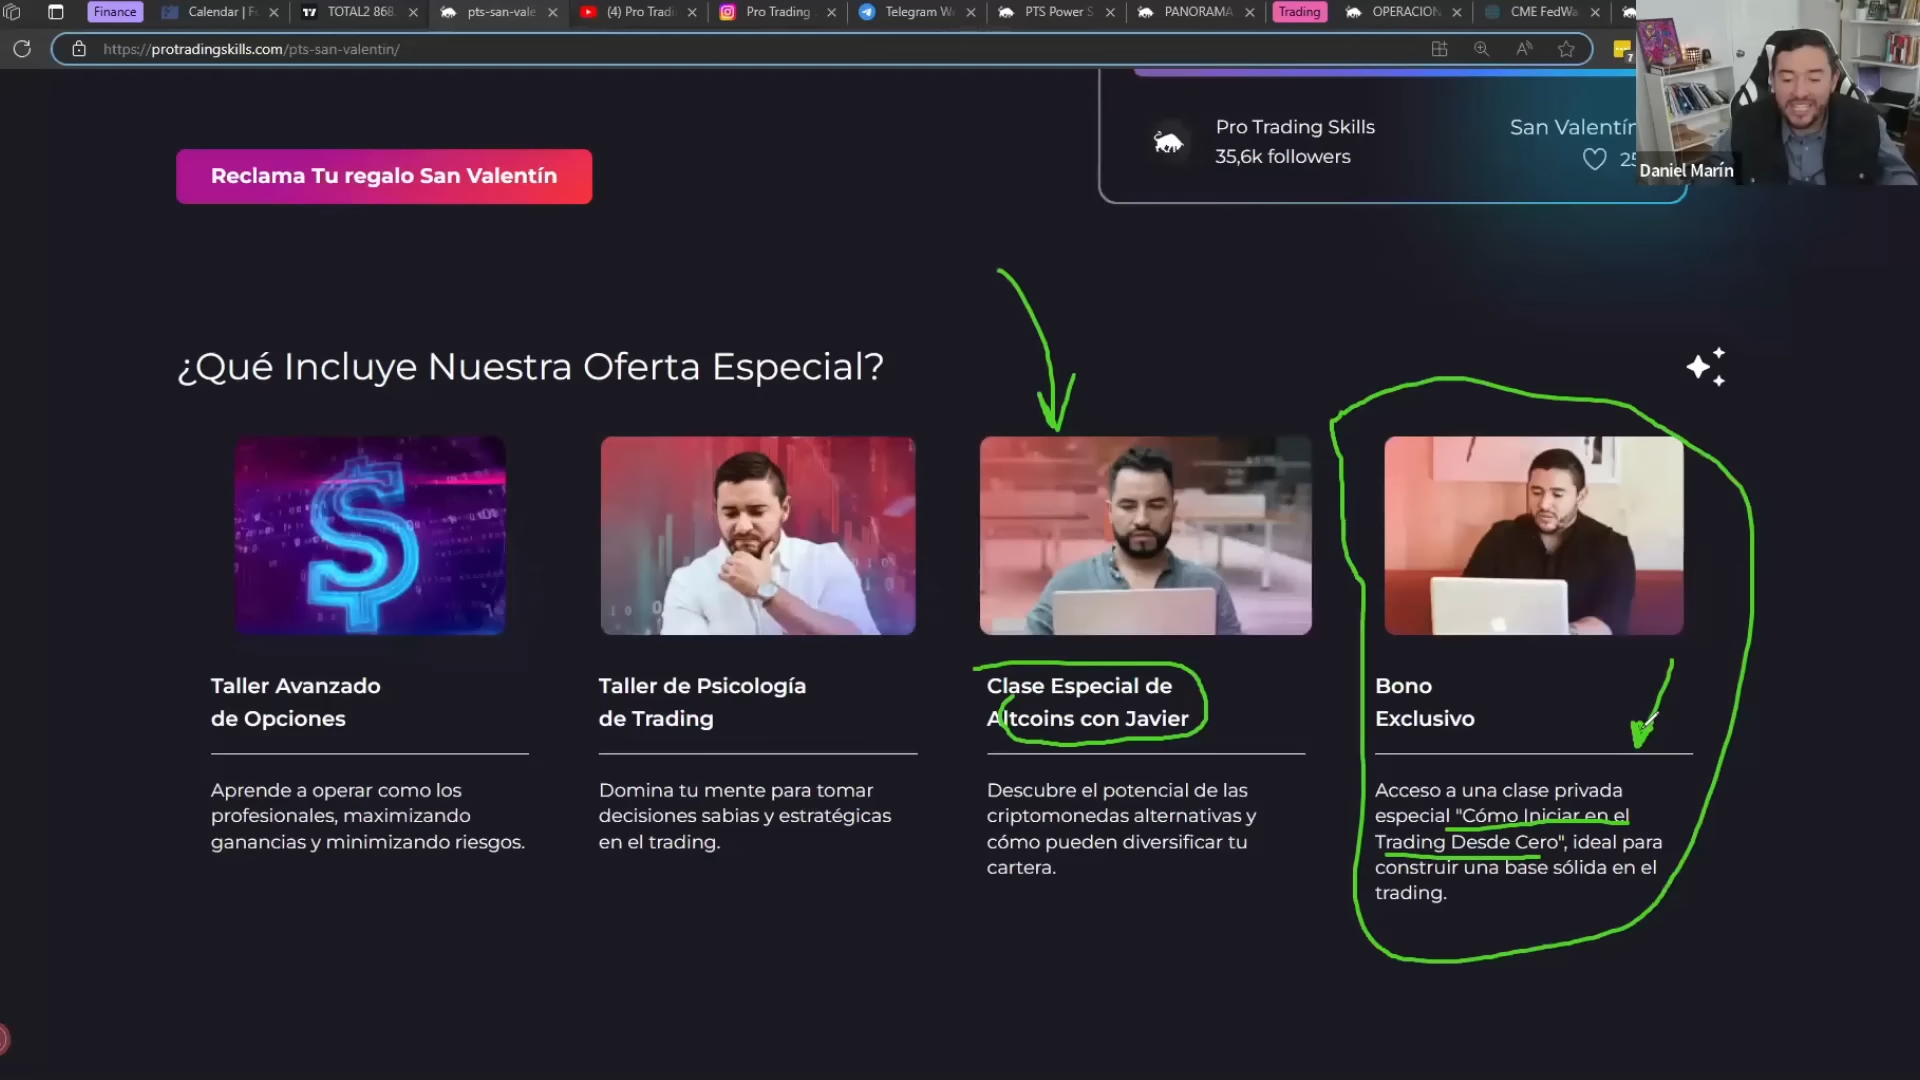 Finance
Calendar | F
TOTAL2 868.
pts-san-vale
(4) Pro Tradi
Pro Trading
Telegram W
PTS Power S
PANORAMA
Trading
OPERACION
CME FedWa
https://protradingskills.com/pts-san-valentin/
7
Reclama Tu regalo San Valentín
Pro Trading Skills
35,6k followers
San Valentín
25
Daniel Marín
¿Qué Incluye Nuestra Oferta Especial?
Taller Avanzado
de Opciones
Aprende a operar como los
profesionales, maximizando
ganancias y minimizando riesgos.
Taller de Psicología
de Trading
Domina tu mente para tomar
decisiones sabias y estratégicas
en el trading.
Clase Especial de
Altcoins con Javier
Descubre el potencial de las
criptomonedas alternativas y
cómo pueden diversificar tu
cartera.
Bono
Exclusivo
Acceso a una clase privada
especial "Cómo Iniciar en el
Trading Desde Cero", ideal para
construir una base sólida en el
trading.